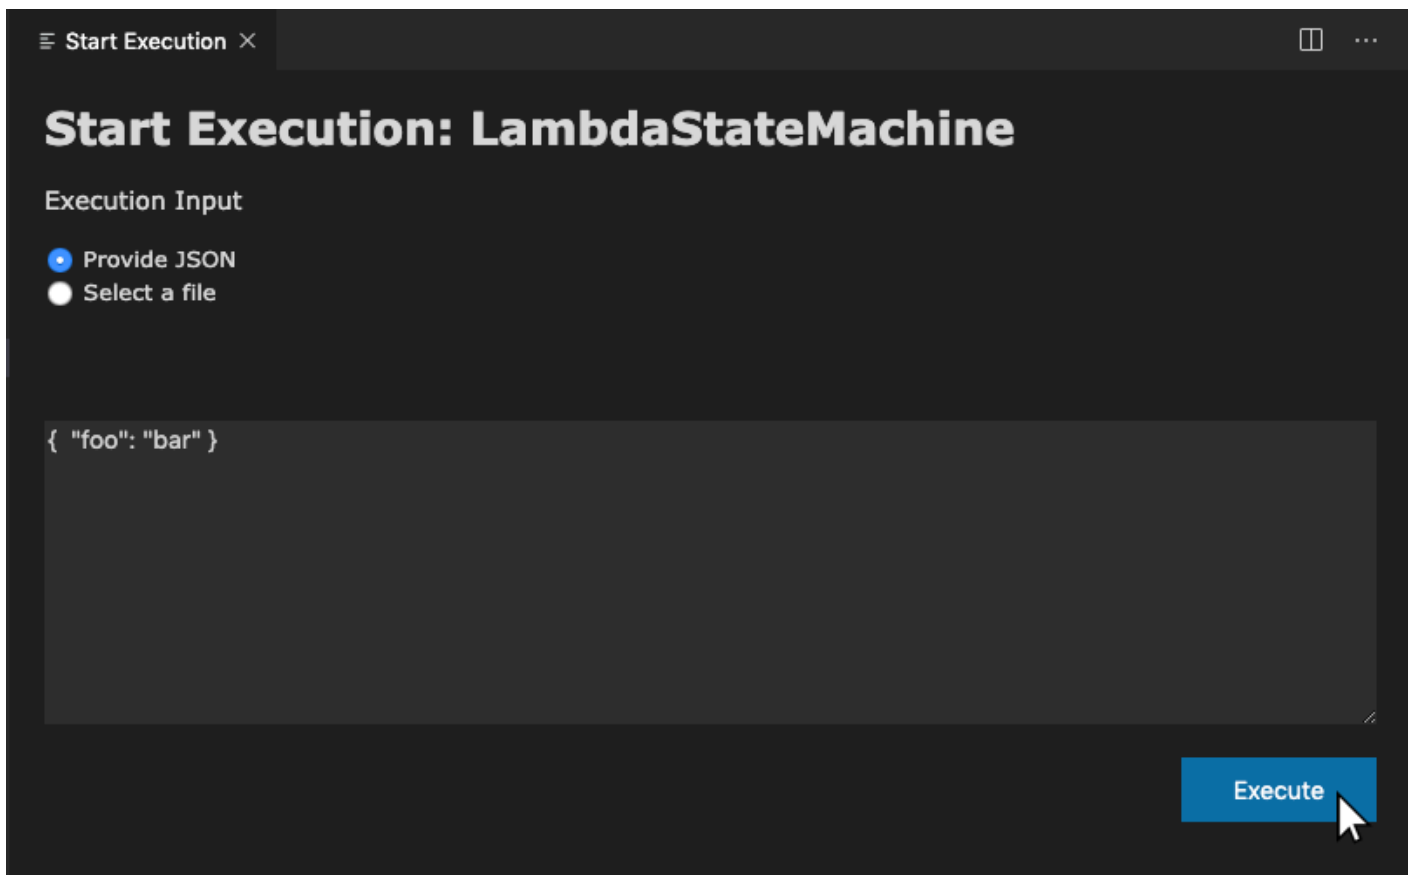 Start Execution
Start Execution: LambdaStateMachine
Execution Input
Provide JSON
Select a file
{  "foo": "bar" }
Execute